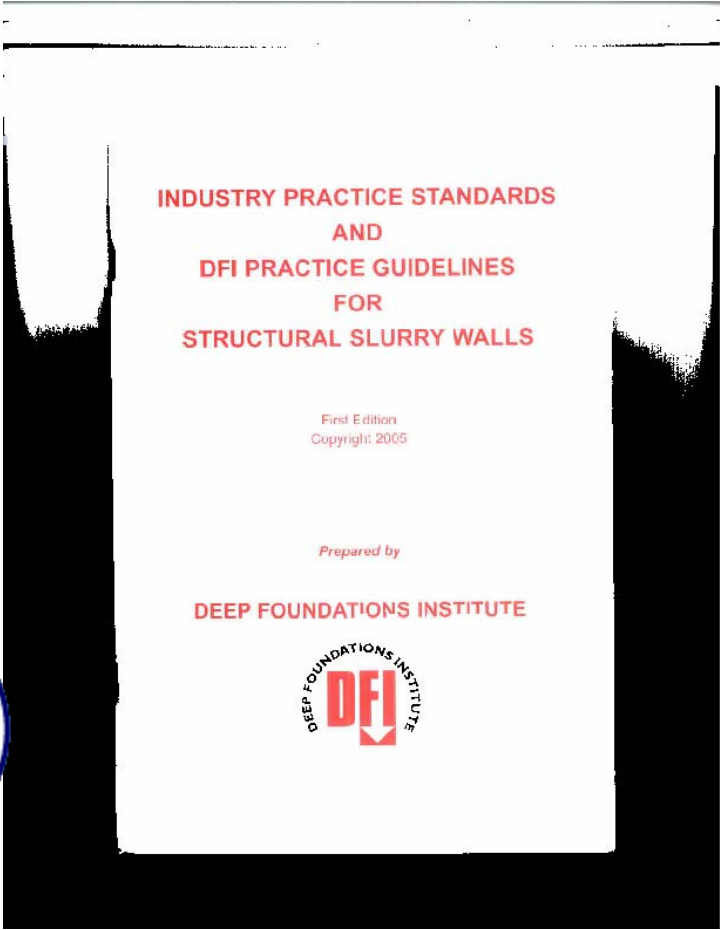 INDUSTRY PRACTICE STANDARDS
AND
DFI PRACTICE GUIDELINES
FOR
STRUCTURAL SLURRY WALLS
First Edition
Copyright 2005
Prepared by
DEEP FOUNDATIONS INSTITUTE
DEEP FOUNDATIONS INSTITUTE
DFI